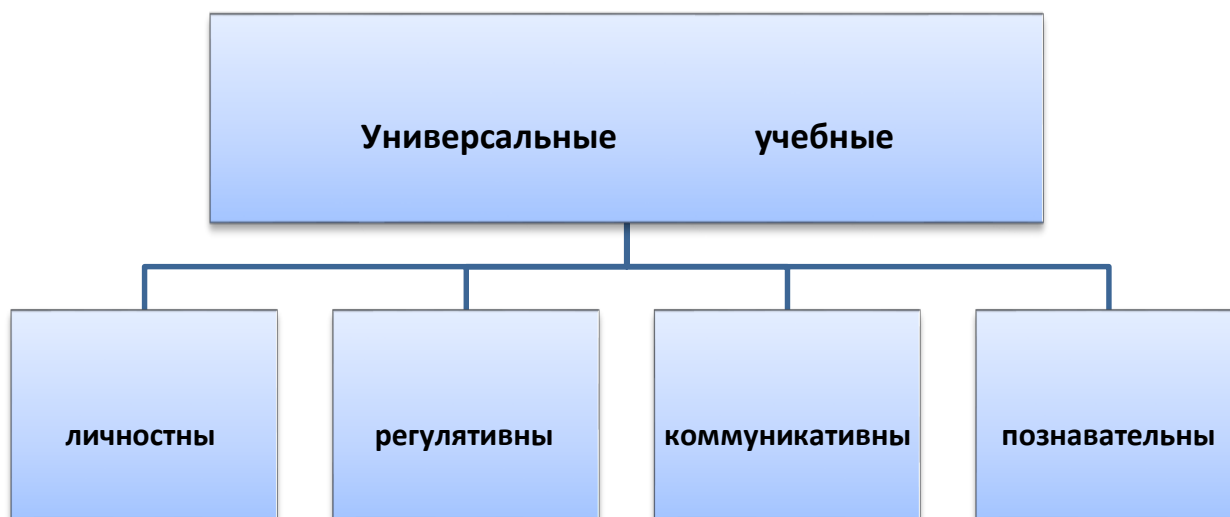 Универсальные учебные
личностны
регулятивны
коммуникативны
познавательны